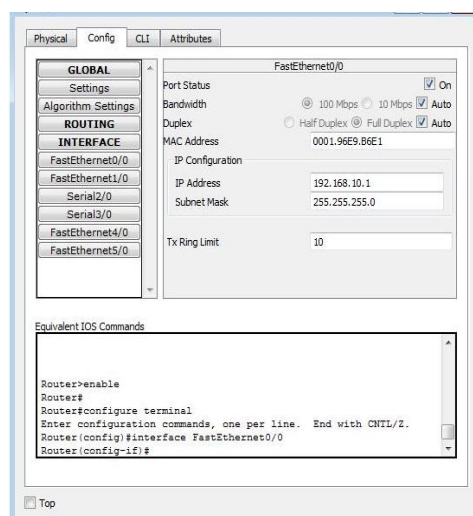 Physical Config CLI Attributes
GLOBAL
Settings
Algorithm Settings
ROUTING
INTERFACE
FastEthernet0/0
FastEthernet1/0
Serial2/0
Serial3/0
FastEthernet4/0
FastEthernet5/0
FastEthernet0/0
Port Status On
Bandwidth 100 Mbps 10 Mbps Auto
Duplex Half Duplex Full Duplex Auto
MAC Address 0001.96E9.B6E1
IP Configuration
IP Address 192.168.10.1
Subnet Mask 255.255.255.0
Tx Ring Limit 10
Equivalent IOS Commands
Router>enable
Router#
Router#configure terminal
Enter configuration commands, one per line. End with CNTL/Z.
Router(config)#interface FastEthernet0/0
Router(config-if)#
Top